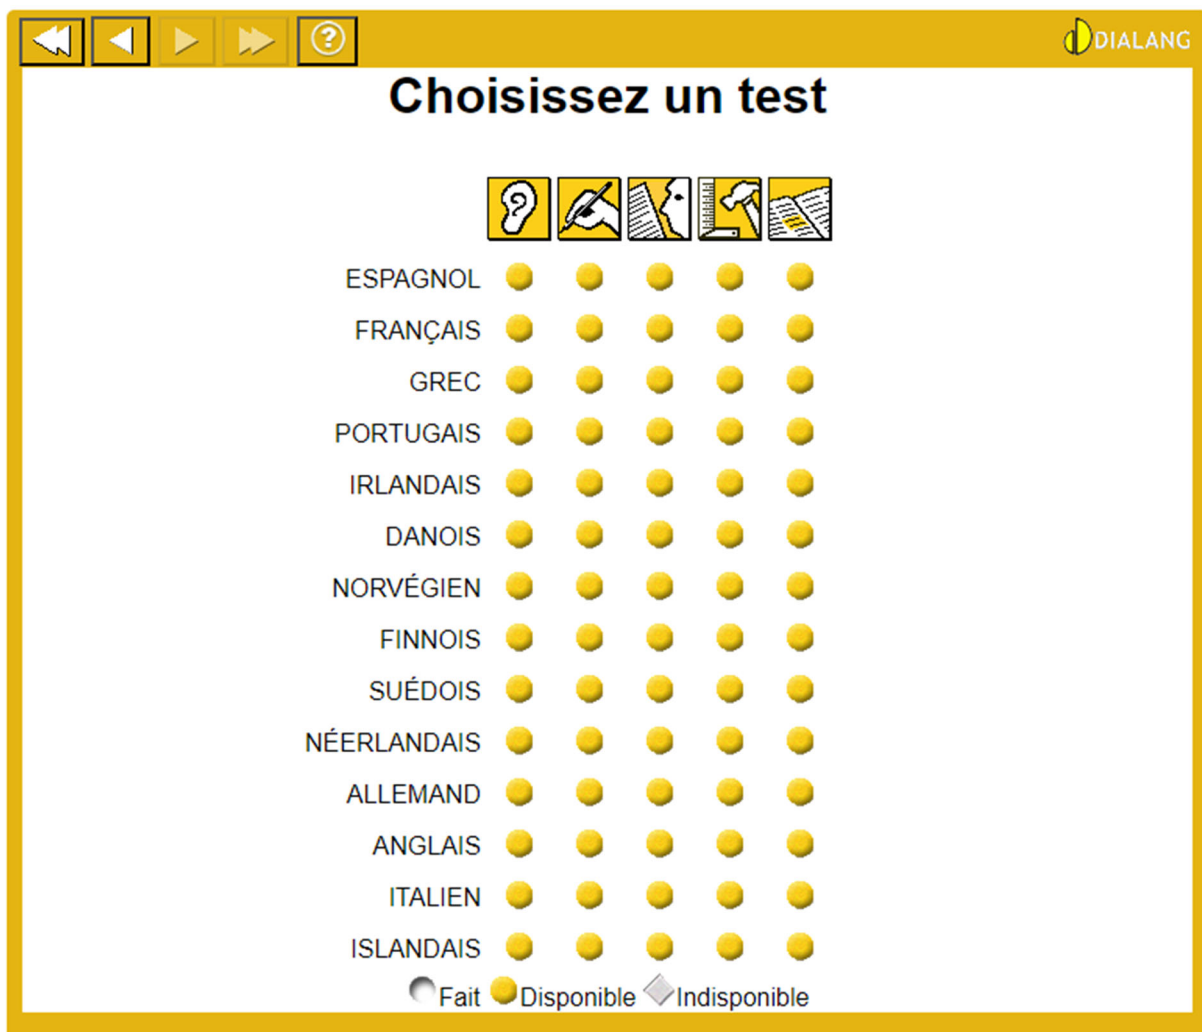 DIALANG
Choisissez un test
ESPAGNOL
FRANÇAIS
GREC
PORTUGAIS
IRLANDAIS
DANOIS
NORVÉGIEN
FINNOIS
SUÉDOIS
NÉERLANDAIS
ALLEMAND
ANGLAIS
ITALIEN
ISLANDAIS
Fait Disponible Indisponible